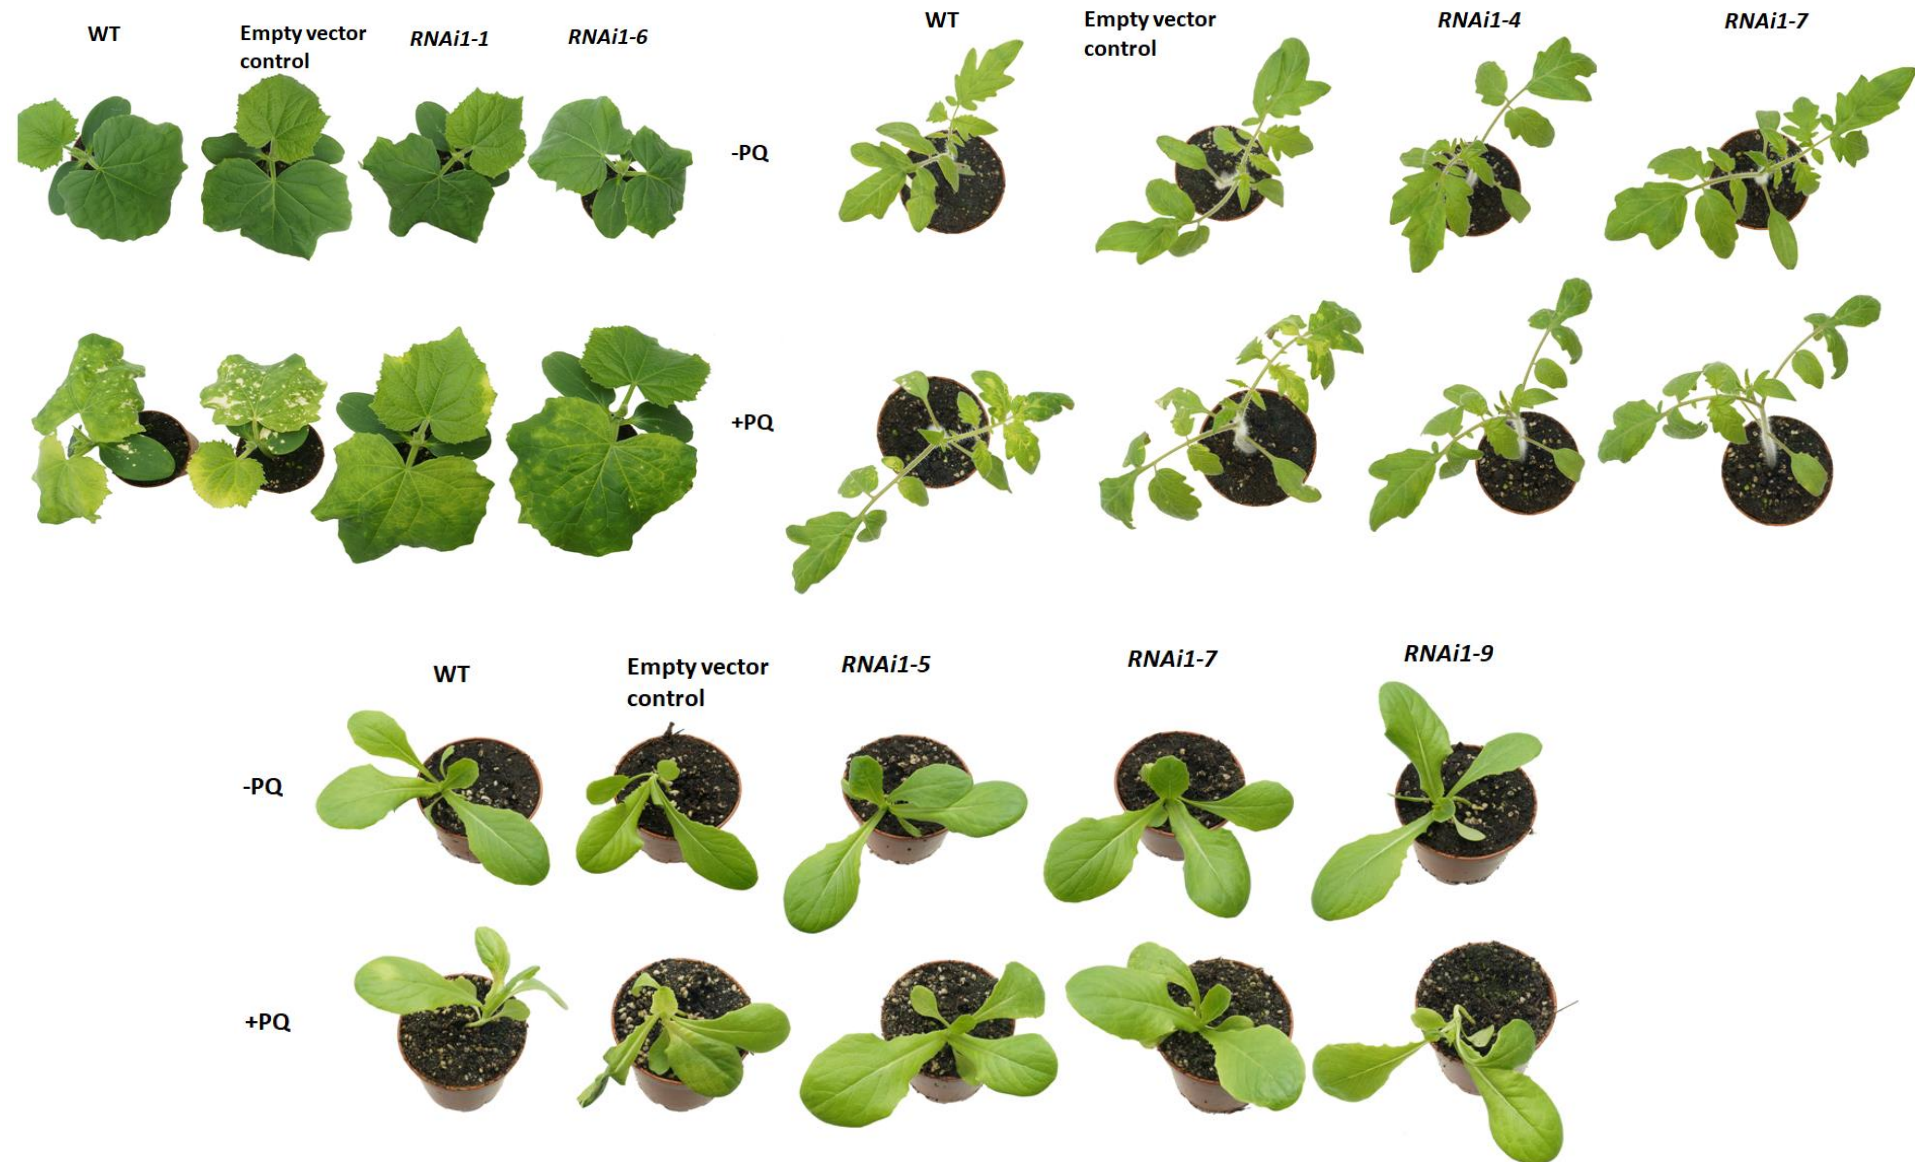 WT
Empty vector
control
RNAi1-1
RNAi1-6
WT
Empty vector
control
RNAi1-4
RNAi1-7
-PQ
+PQ
WT
Empty vector
control
RNAi1-5
RNAi1-7
RNAi1-9
-PQ
+PQ